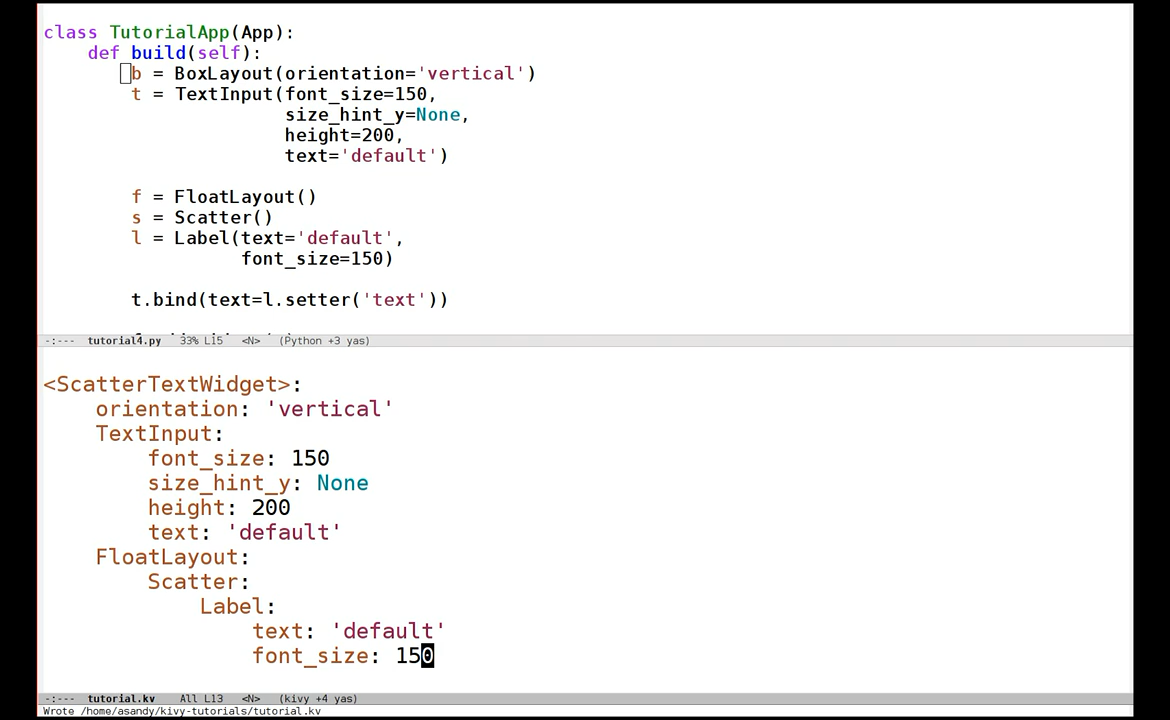 class TutorialApp(App):
def build(self):
b = BoxLayout(orientation='vertical')
t = TextInput(font_size=150,
size_hint_y=None,
height=200,
text='default')
f = FloatLayout()
s = Scatter()
l = Label(text='default',
font_size=150)
t.bind(text=l.setter('text'))
-:--- tutorial4.py 33% L15 <N> (Python +3 yas)
<ScatterTextWidget>:
orientation: 'vertical'
TextInput:
font_size: 150
size_hint_y: None
height: 200
text: 'default'
FloatLayout:
Scatter:
Label:
text: 'default'
font_size: 150
-:--- tutorial.kv All L13 <N> (kivy +4 yas)
Wrote /home/asandy/kivy-tutorials/tutorial.kv